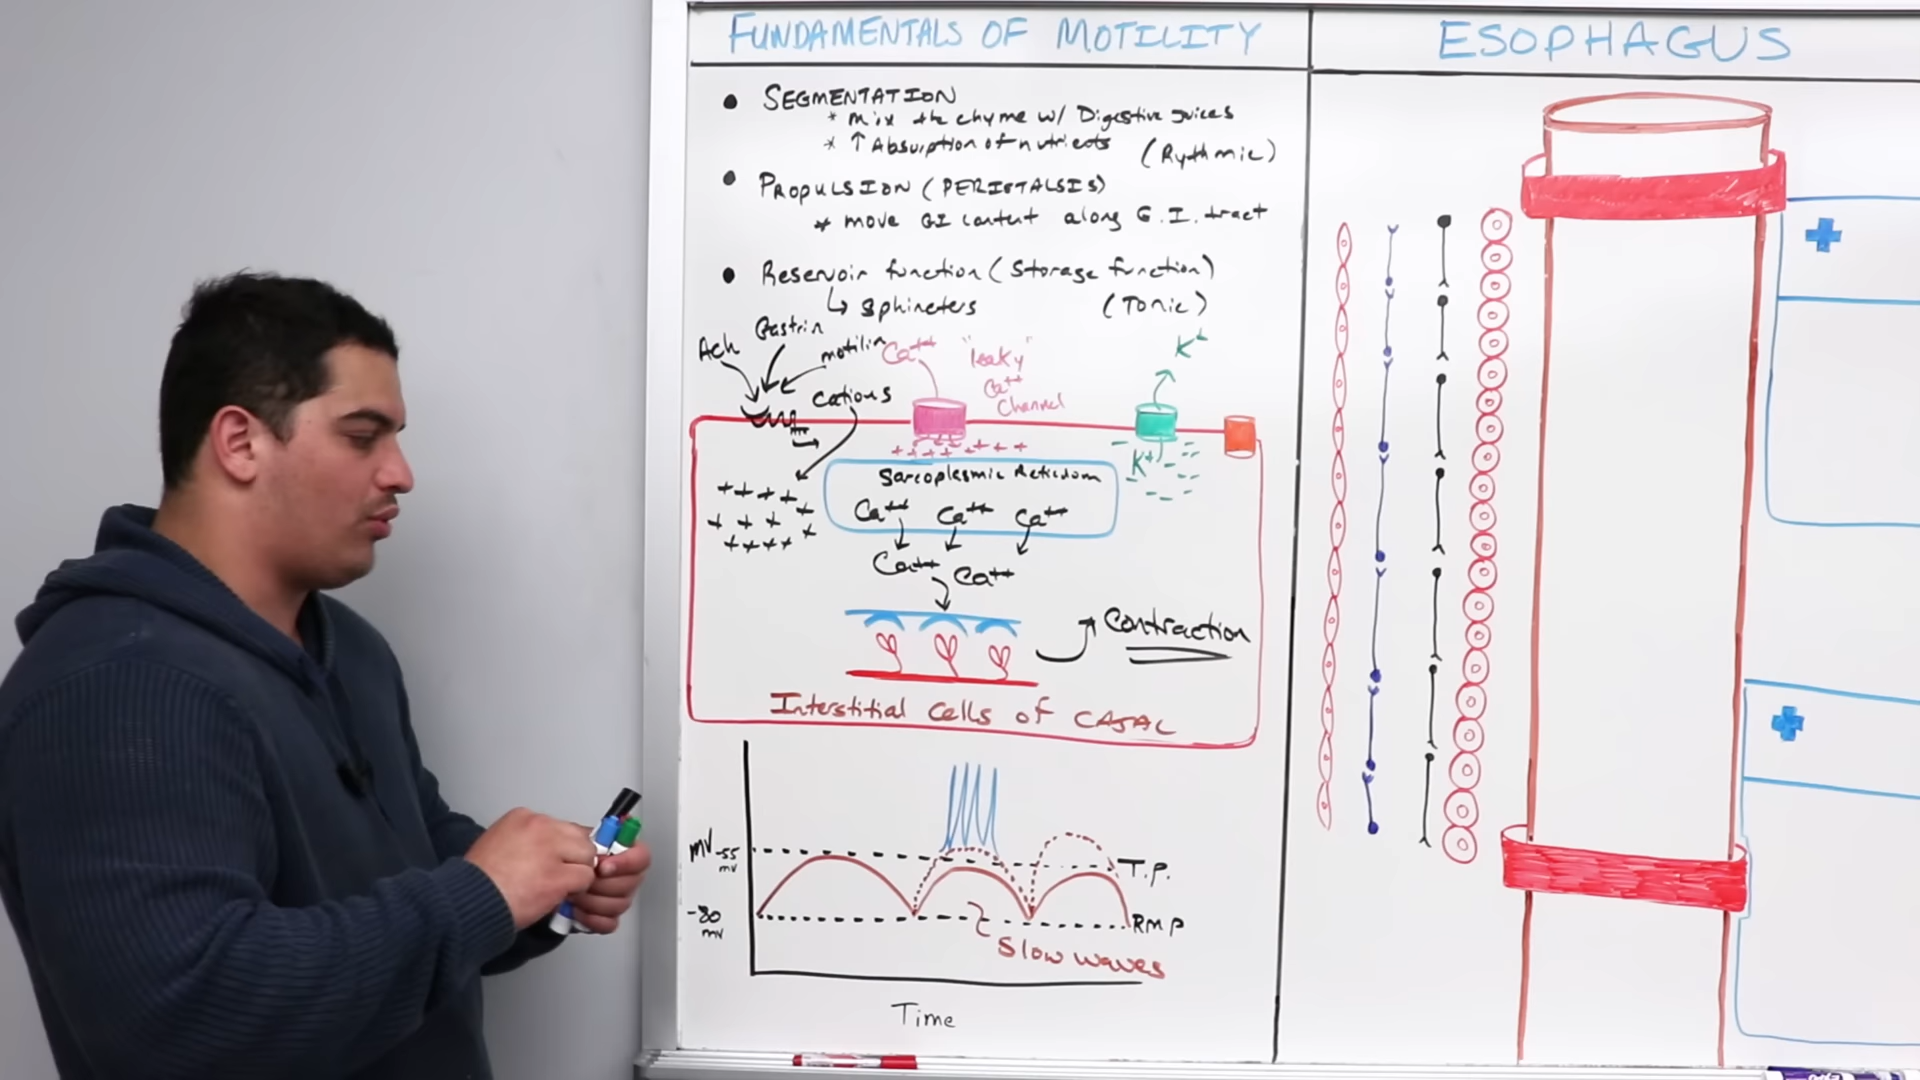 FUNDAMENTALS OF MOTILITY
• SEGMENTATION
* mix the chyme w/ Digestive Juices
* ↑ Absorption of nutrients (Rythmic)
• PROPULSION (PERISTALSIS)
* move GI content along G.I. tract
• Reservoir function (Storage function)
↳ Sphincters (Tonic)
Ach
Gastrin
motilin
cations
Ca++
"leaky"
Ca++
Channel
K+
K+
Sarcoplasmic Reticulum
Ca++ Ca++ Ca++
Ca++ Ca++
Contraction
Interstitial Cells of CAJAL
mV
-55
mv
T.P.
-80
mv
RMP
Slow waves
Time
ESOPHAGUS